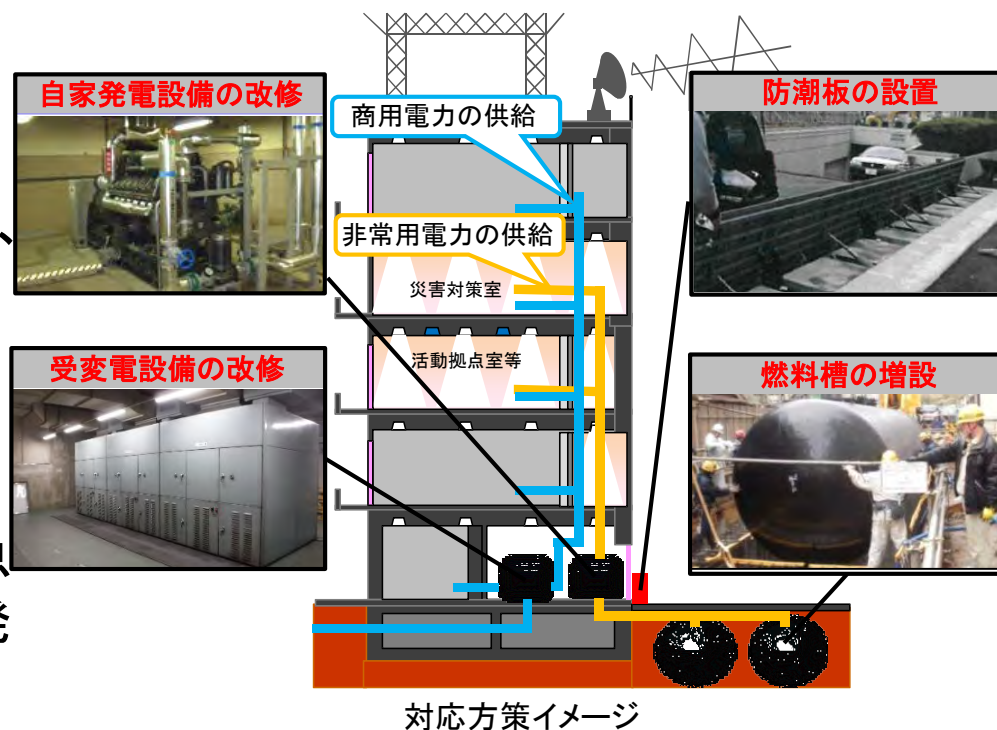 自家発電設備の改修
商用電力の供給
防潮板の設置
非常用電力の供給
災害対策室
受変電設備の改修
活動拠点室等
燃料槽の増設
発
対応方策イメージ